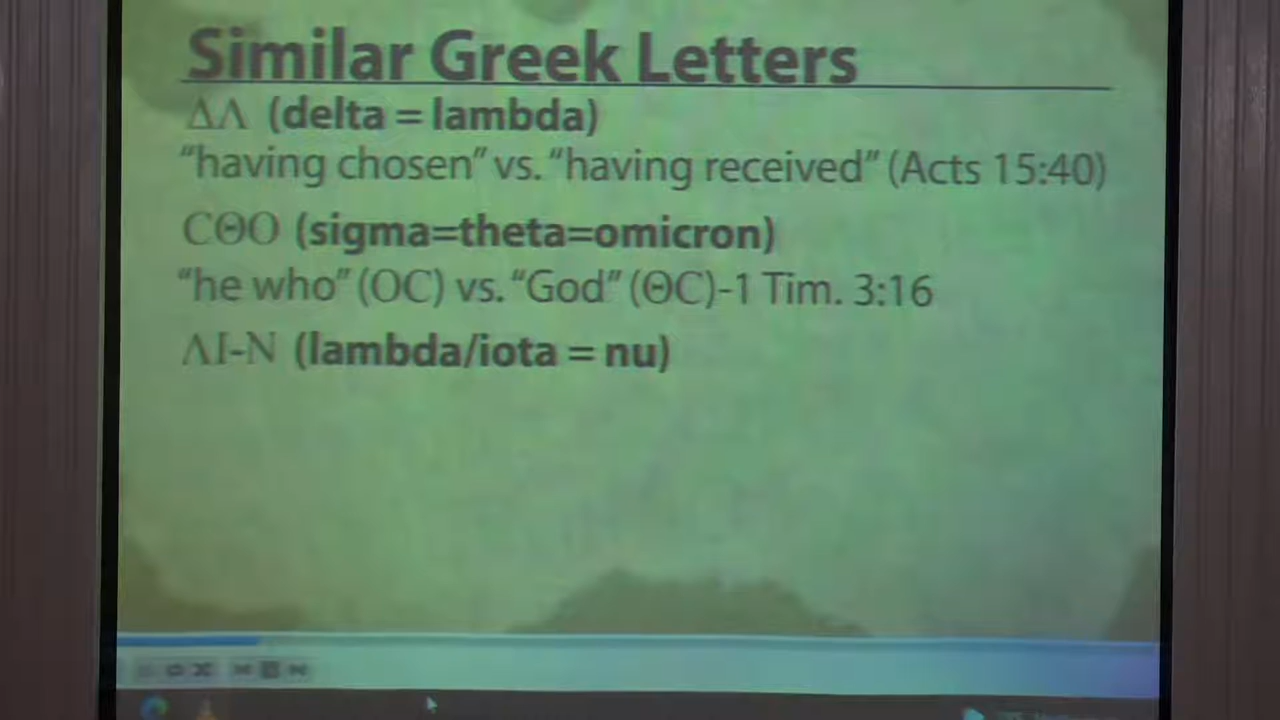 Similar Greek Letters
ΔΛ (delta = lambda)
“having chosen” vs. “having received” (Acts 15:40)
CΘO (sigma=theta=omicron)
“he who” (OC) vs. “God” (ΘC)-1 Tim. 3:16
ΛI-N (lambda/iota = nu)